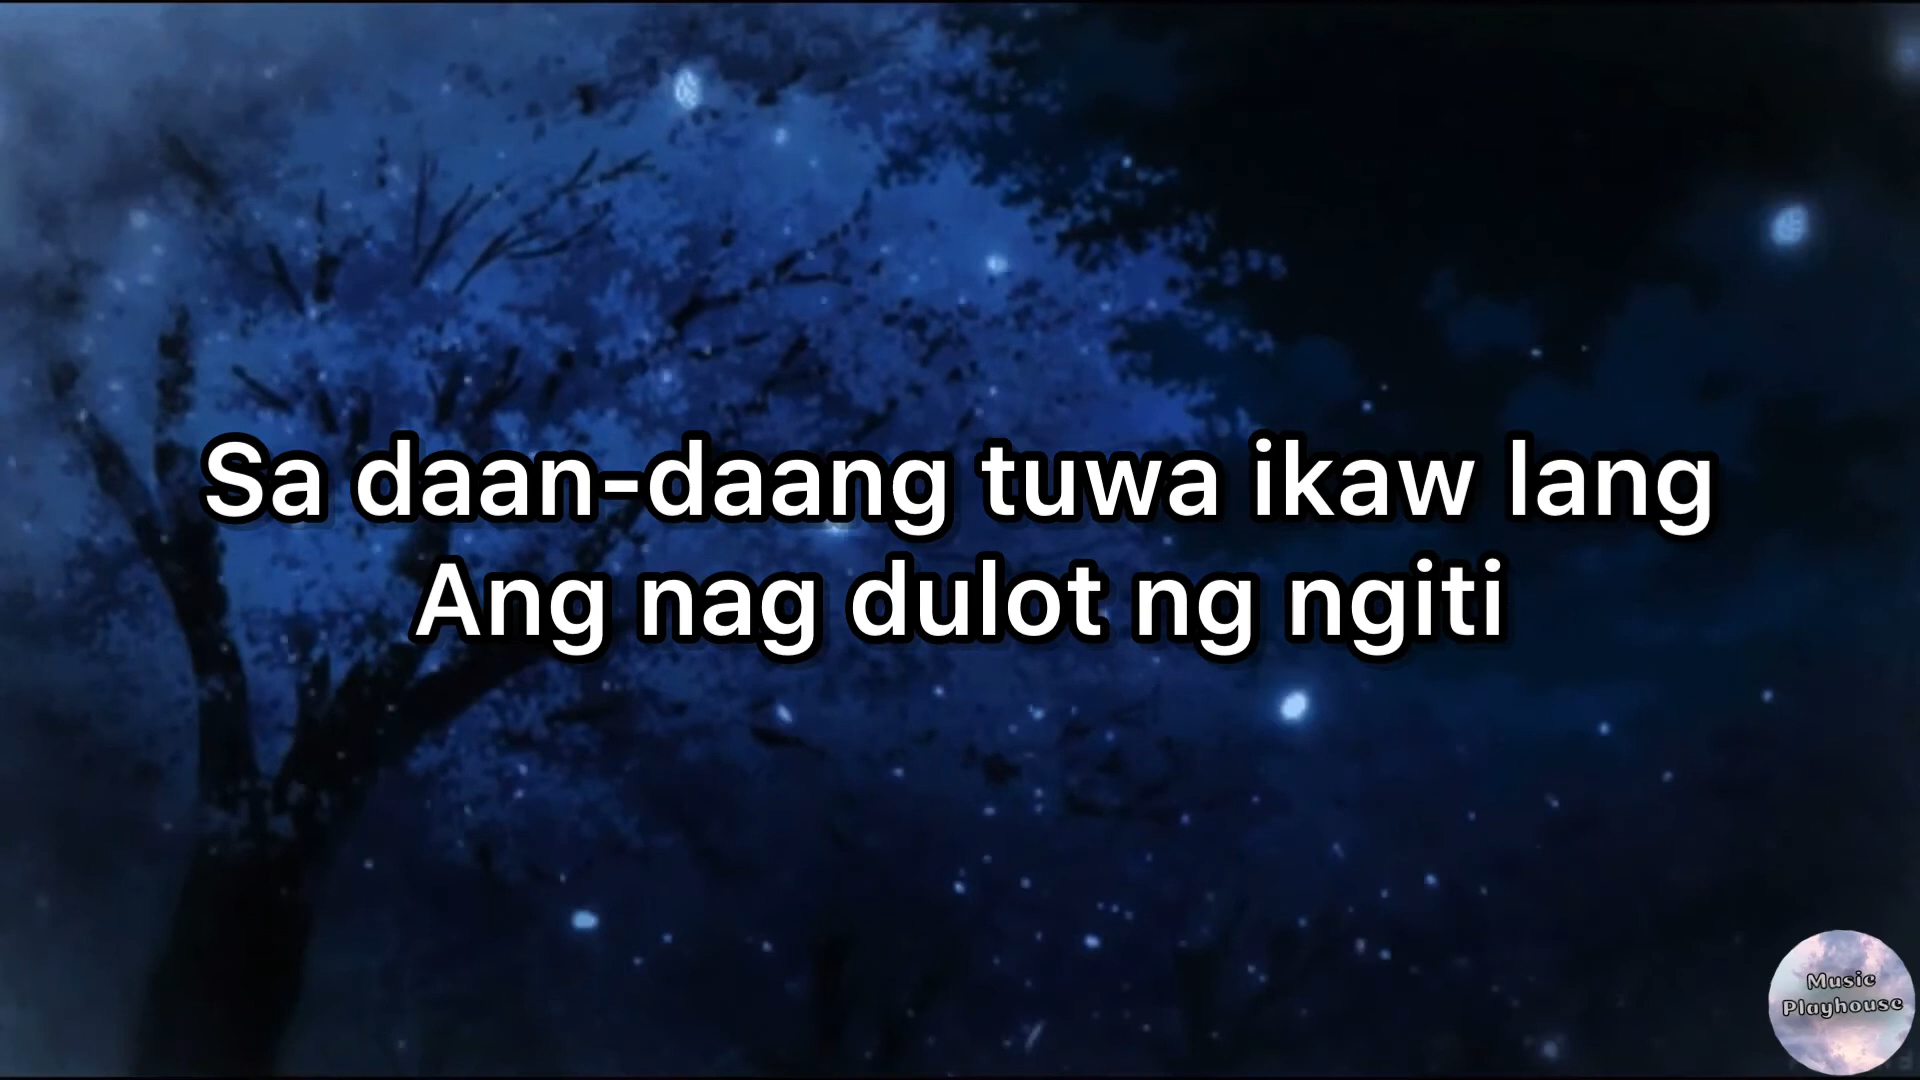 Sa daan-daang tuwa ikaw lang
Ang nag dulot ng ngiti
Music
Playhouse